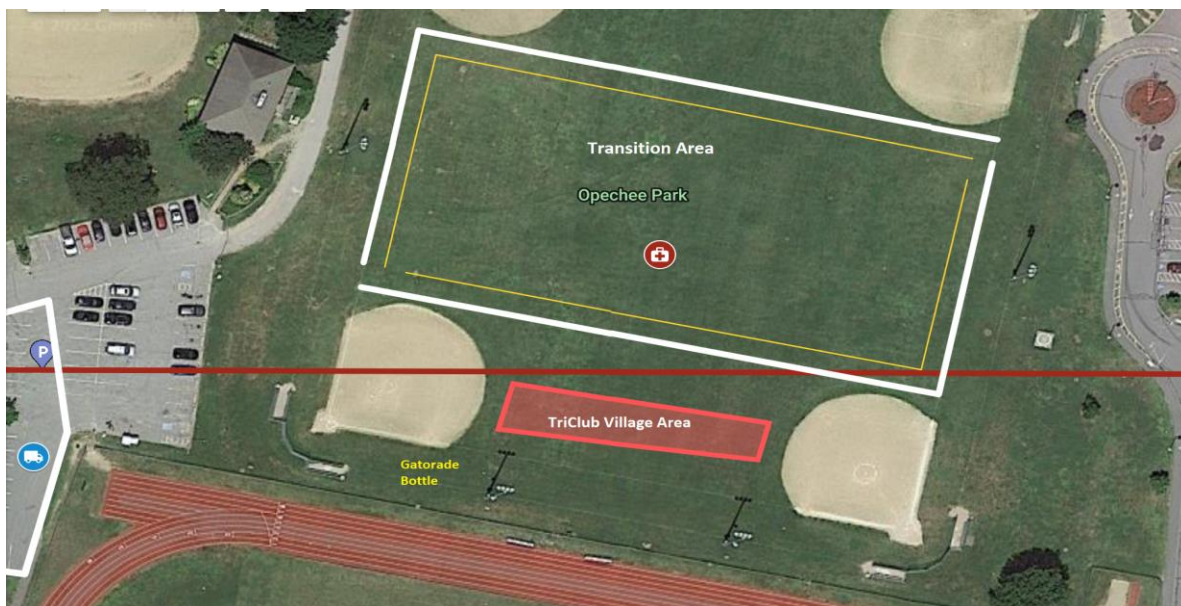 Transition Area
Opechee Park
P
TriClub Village Area
Gatorade
Bottle